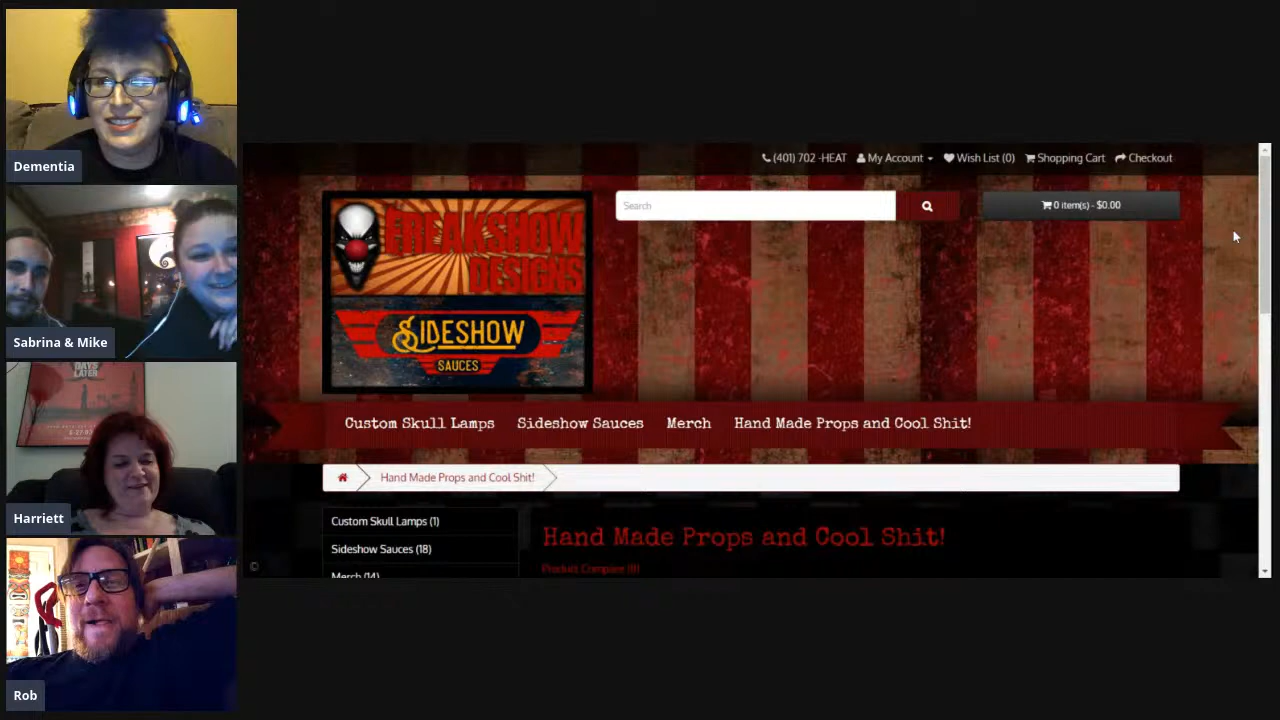 Dementia
Sabrina & Mike
DAYS
LATER
Harriett
Rob
(401) 702 -HEAT My Account Wish List (0) Shopping Cart Checkout
Search
0 item(s) - $0.00
FREAKSHOW
DESIGNS
SIDESHOW
SAUCES
Custom Skull Lamps Sideshow Sauces Merch Hand Made Props and Cool Shit!
Hand Made Props and Cool Shit!
Custom Skull Lamps (1)
Sideshow Sauces (18)
Merch (14)
Hand Made Props and Cool Shit!
Product Compare (0)
©